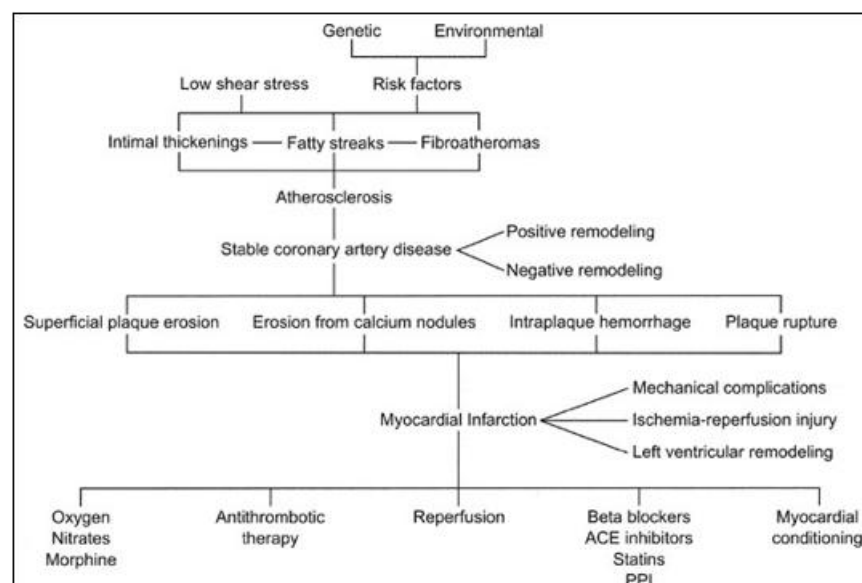 Genetic Environmental
Low shear stress Risk factors
Intimal thickenings Fatty streaks Fibroatheromas
Atherosclerosis
Positive remodeling
Stable coronary artery disease
Negative remodeling
Superficial plaque erosion Erosion from calcium nodules Intraplaque hemorrhage Plaque rupture
Mechanical complications
Myocardial Infarction Ischemia-reperfusion injury
Left ventricular remodeling
Oxygen Antithrombotic Reperfusion Beta blockers Myocardial
Nitrates therapy ACE inhibitors conditioning
Morphine Statins
PPI